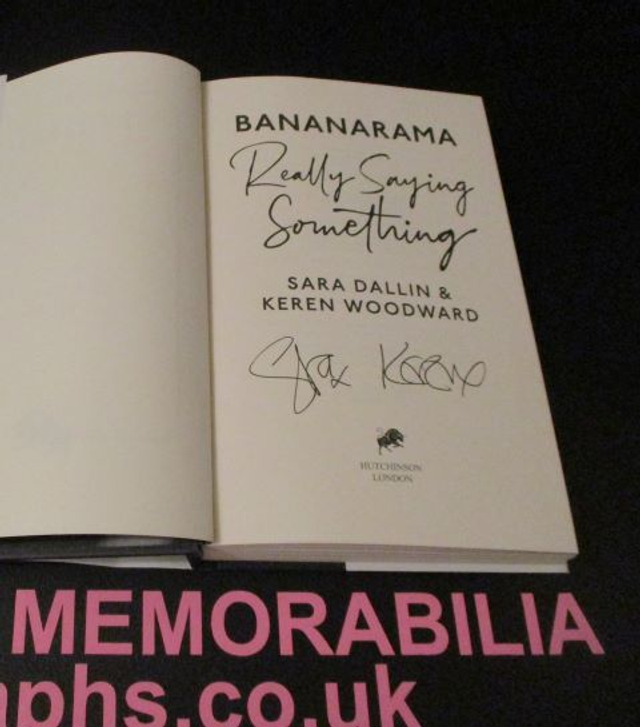 BANANARAMA
Really Saying
Something
SARA DALLIN &
KEREN WOODWARD
Sara x Keren x
HUTCHINSON
LONDON
MEMORABILIA
phs.co.uk